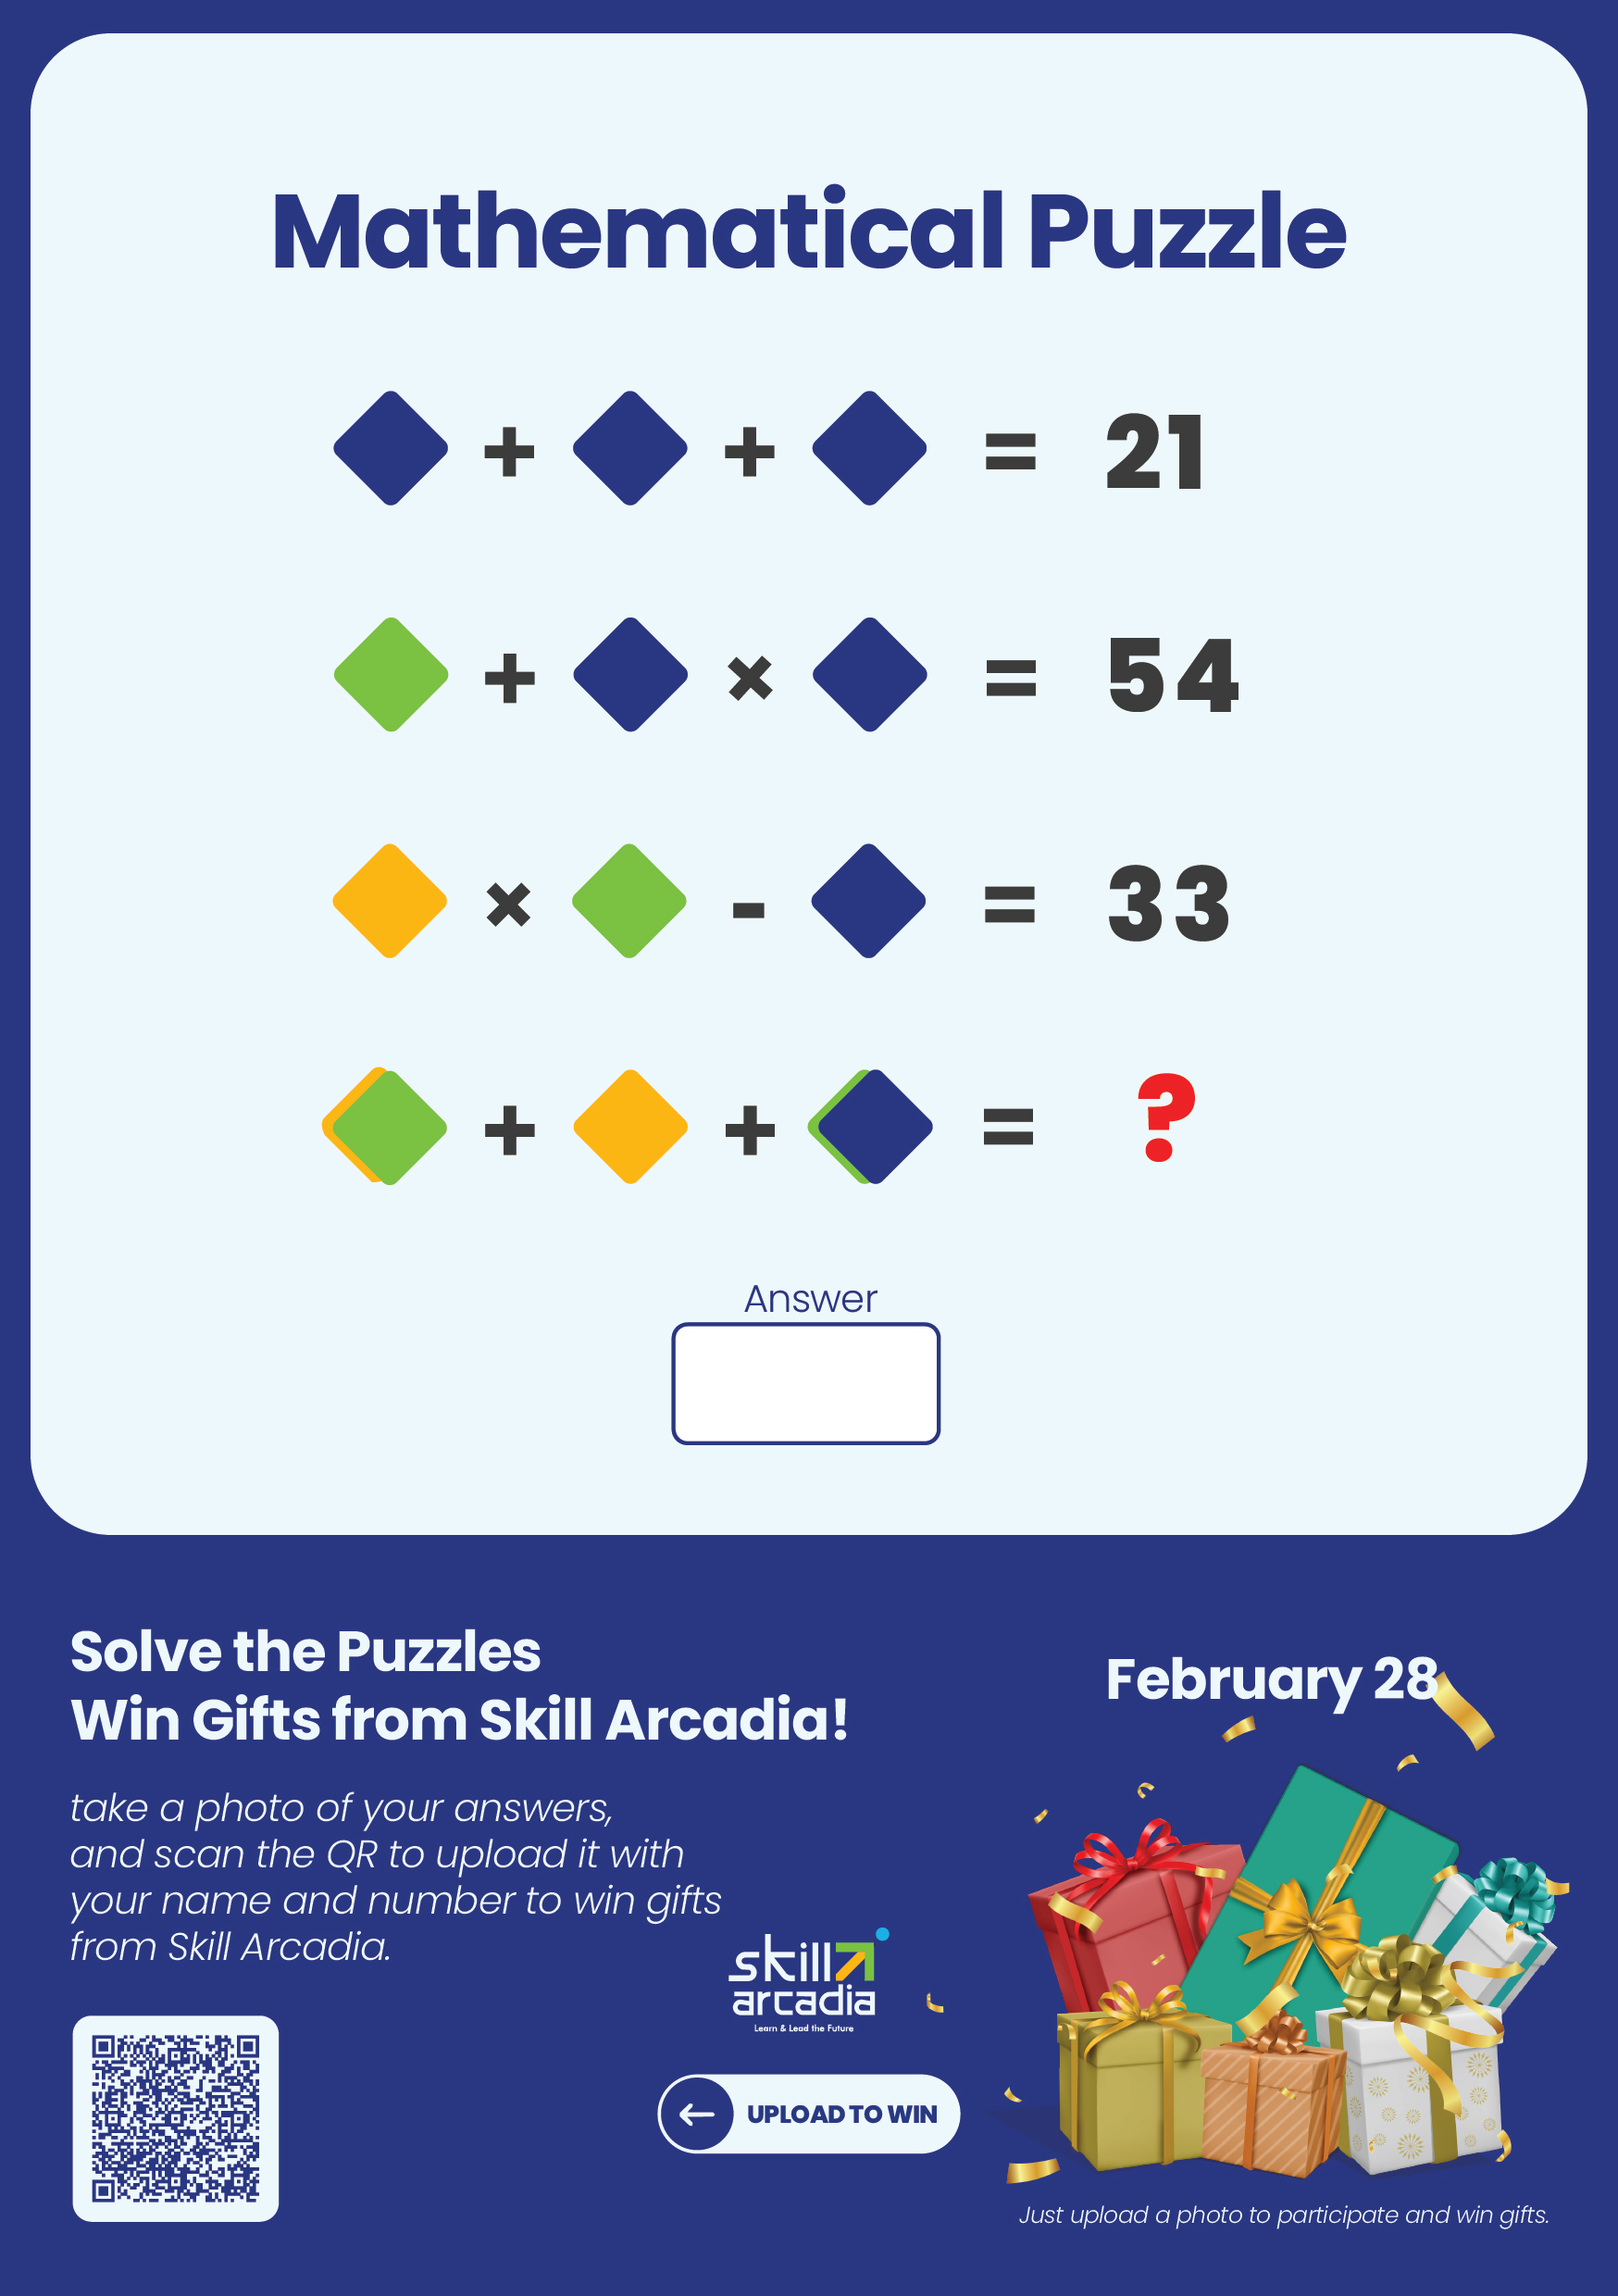 Mathematical Puzzle
+ + = 21
+ × = 54
× - = 33
+ + = ?
Answer
Solve the Puzzles
Win Gifts from Skill Arcadia!
take a photo of your answers,
and scan the QR to upload it with
your name and number to win gifts
from Skill Arcadia.
skill
arcadia
Learn & Lead the Future
UPLOAD TO WIN
February 28
Just upload a photo to participate and win gifts.